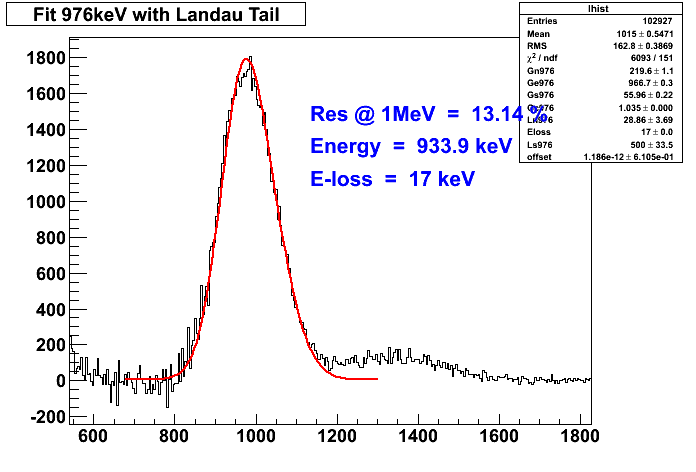 Fit 976keV with Landau Tail
lhist
Entries 102927
Mean 1015 ± 0.5471
RMS 162.8 ± 0.3869
χ² / ndf 6093 / 151
Gn976 219.6 ± 1.1
Ge976 966.7 ± 0.3
Gs976 55.96 ± 0.22
1.035 ± 0.000
28.86 ± 3.69
Eloss 17 ± 0.0
Ls976 500 ± 33.5
offset 1.186e-12 ± 6.105e-01
Res @ 1MeV = 13.14 %
Energy = 933.9 keV
E-loss = 17 keV
1800
1600
1400
1200
1000
800
600
400
200
0
-200
600 800 1000 1200 1400 1600 1800